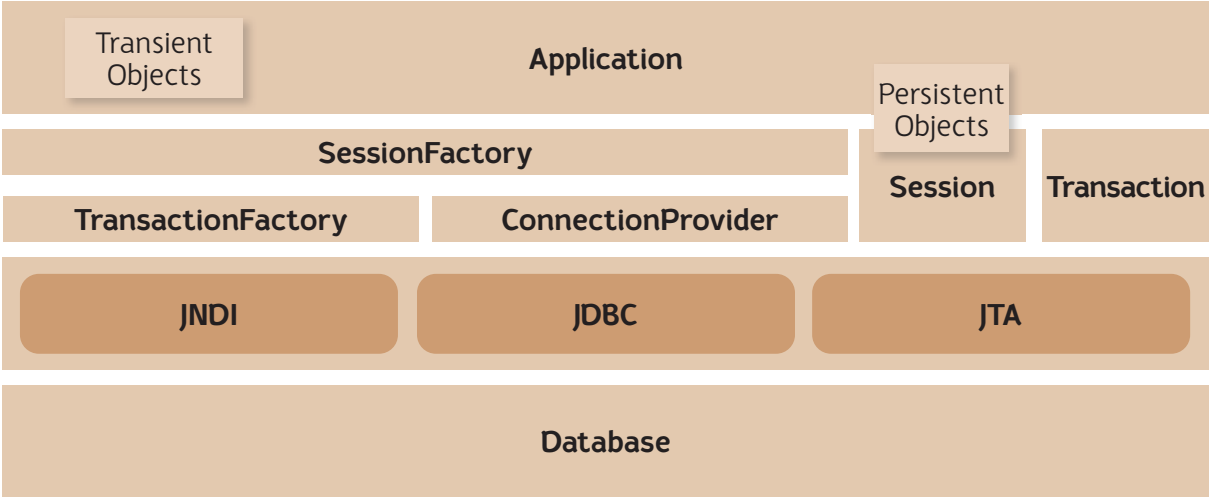 Transient
Objects
Application
Persistent
Objects
SessionFactory
Session
Transaction
TransactionFactory
ConnectionProvider
JNDI
JDBC
JTA
Database